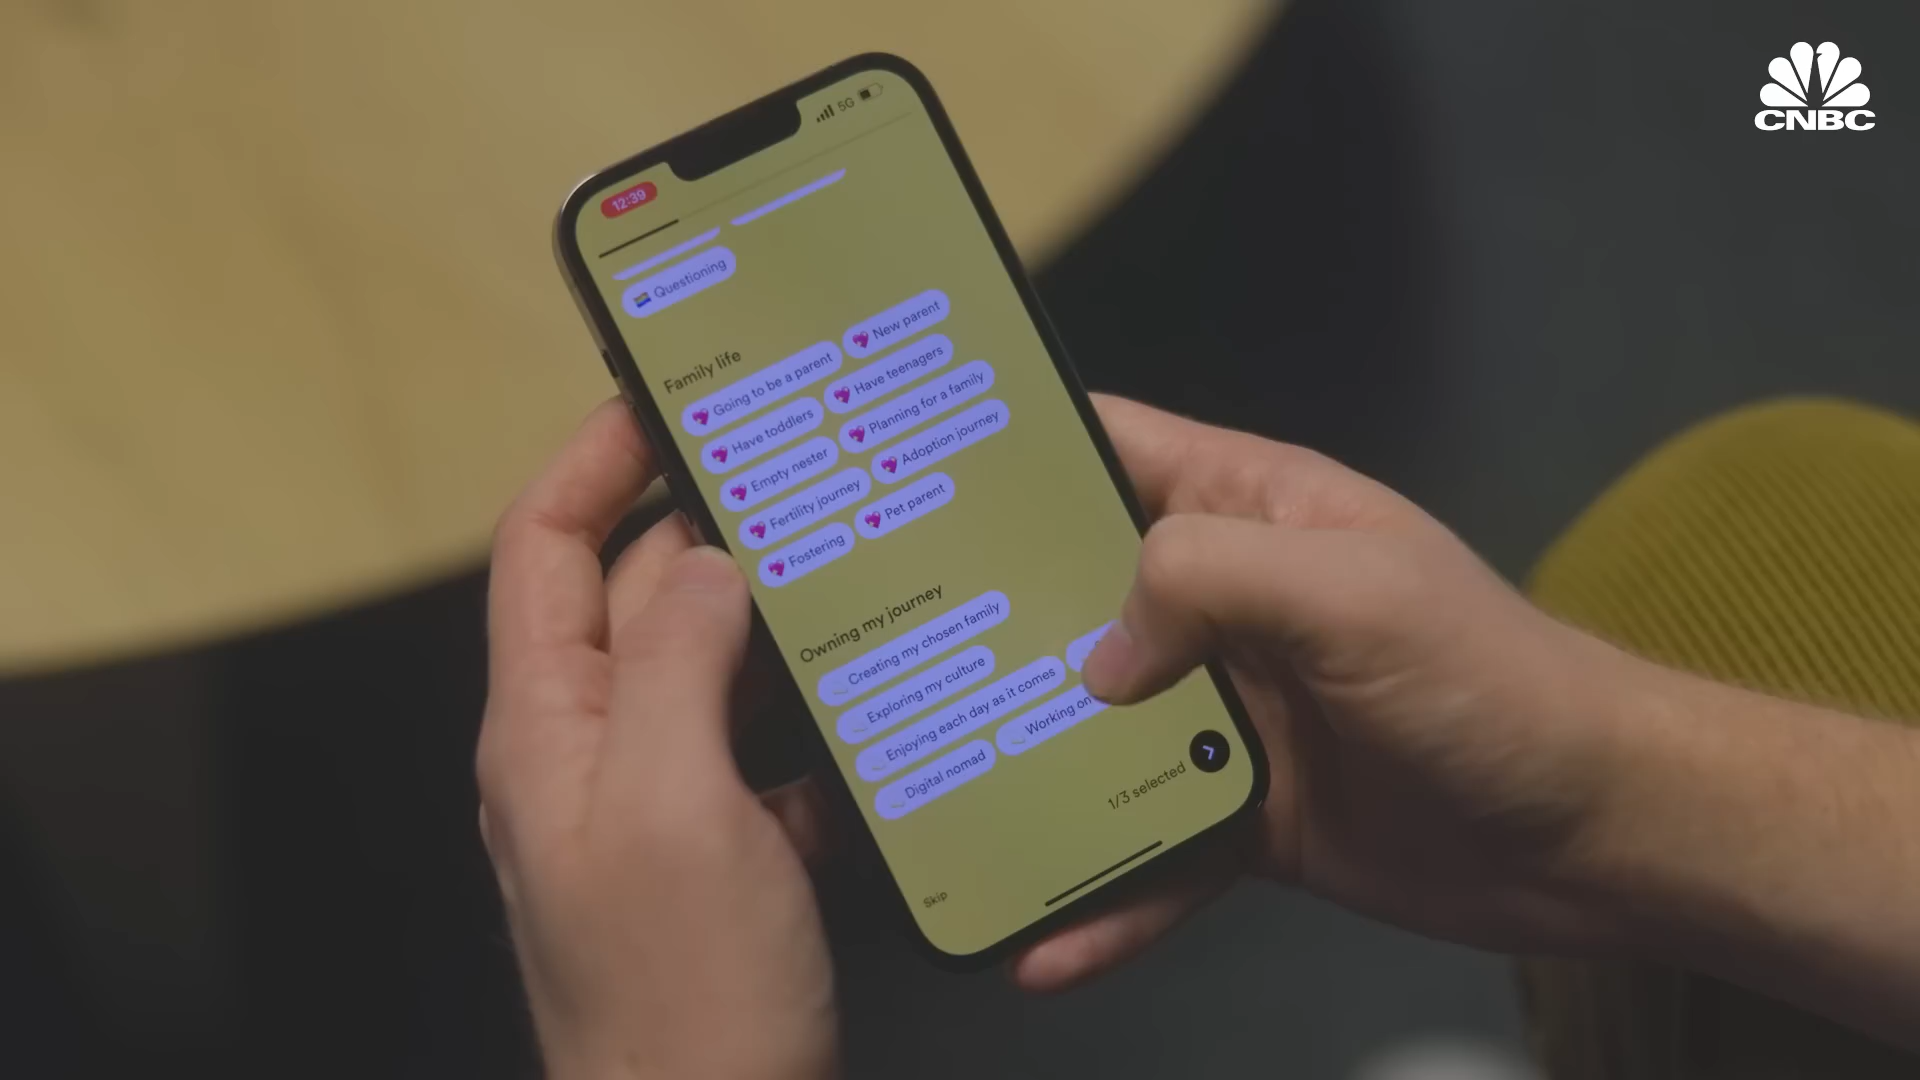 CNBC
12:39
5G
Questioning
Family life
Going to be a parent
New parent
Have toddlers
Have teenagers
Empty nester
Planning for a family
Fertility journey
Adoption journey
Fostering
Pet parent
Owning my journey
Creating my chosen family
Exploring my culture
Enjoying each day as it comes
Digital nomad
Working on
1/3 selected
Skip